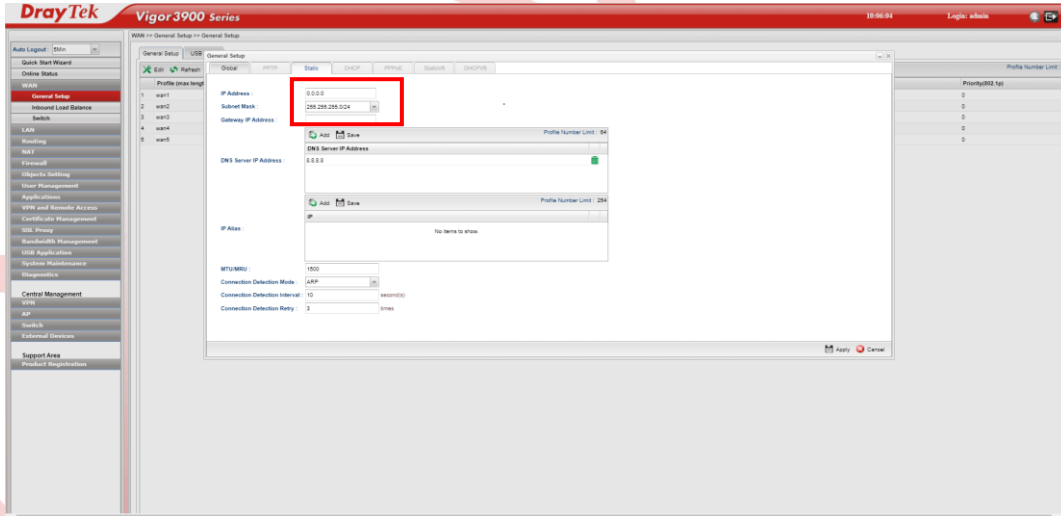 DrayTek Vigor3900 Series 10:06:04 Login: admin
WAN >> General Setup >> General Setup
Auto Logout : 5Min
Quick Start Wizard
Online Status
WAN
General Setup
Inbound Load Balance
Switch
LAN
Routing
NAT
Firewall
Objects Setting
User Management
Applications
VPN and Remote Access
Certificate Management
SSL Proxy
Bandwidth Management
USB Application
System Maintenance
Diagnostics
Central Management
VPN
AP
Switch
External Devices
Support Area
Product Registration
General Setup USB
Edit Refresh Profile Number Limit :
Profile (max lengt Priority(802.1p)
1 wan1 0
2 wan2 0
3 wan3 0
4 wan4 0
5 wan5 0
General Setup
Global PPTP Static DHCP PPPoE StaticV6 DHCPV6
IP Address : 0.0.0.0
Subnet Mask : 255.255.255.0/24
Gateway IP Address :
Add Save Profile Number Limit : 64
DNS Server IP Address
DNS Server IP Address : 8.8.8.8
Add Save Profile Number Limit : 254
IP
IP Alias : No items to show.
MTU/MRU : 1500
Connection Detection Mode : ARP
Connection Detection Interval : 10 second(s)
Connection Detection Retry : 3 times
Apply Cancel